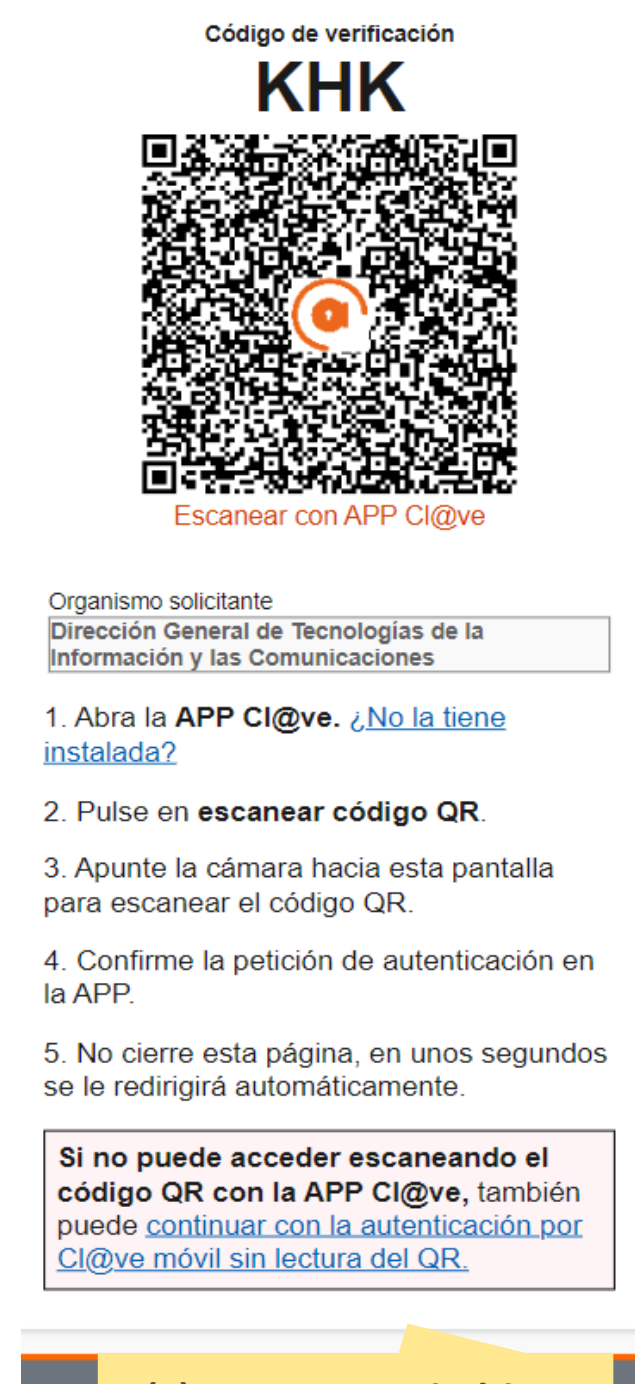 Código de verificación
KHK
Escanear con APP Cl@ve
Organismo solicitante
Dirección General de Tecnologías de la
Información y las Comunicaciones
1. Abra la APP Cl@ve. ¿No la tiene
instalada?
2. Pulse en escanear código QR.
3. Apunte la cámara hacia esta pantalla
para escanear el código QR.
4. Confirme la petición de autenticación en
la APP.
5. No cierre esta página, en unos segundos
se le redirigirá automáticamente.
Si no puede acceder escaneando el
código QR con la APP Cl@ve, también
puede continuar con la autenticación por
Cl@ve móvil sin lectura del QR.